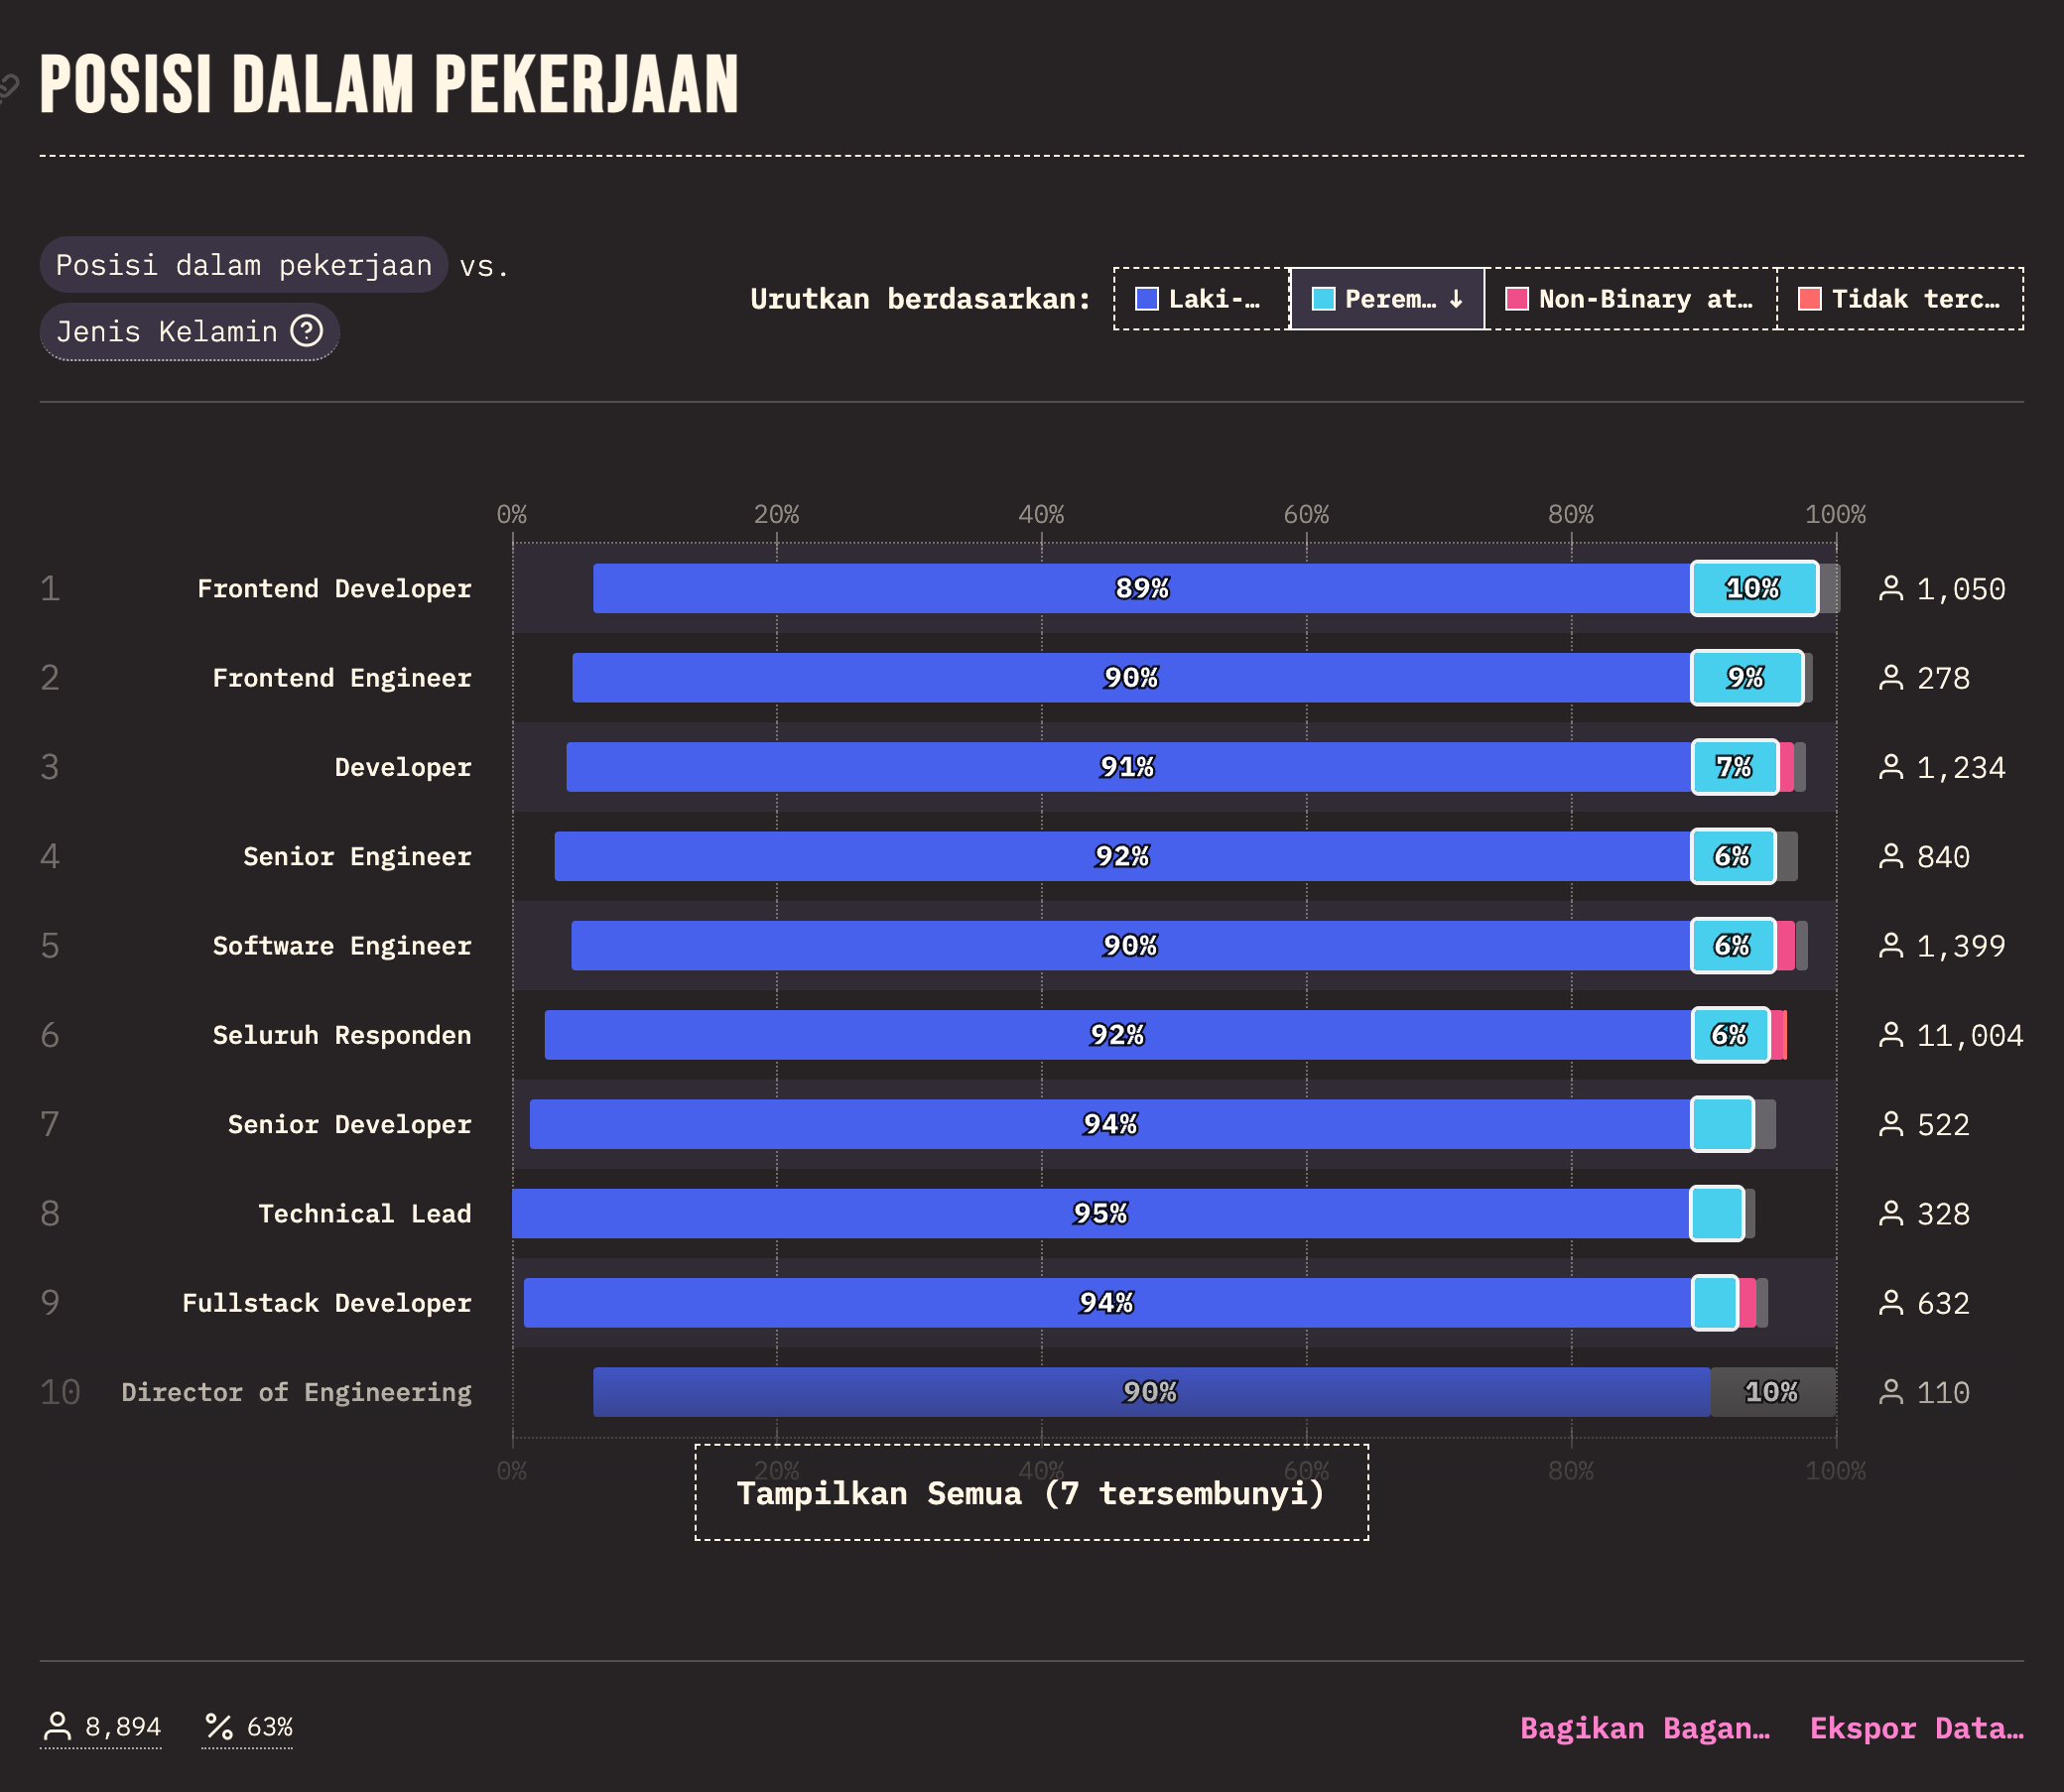 POSISI DALAM PEKERJAAN
Posisi dalam pekerjaan vs.
Jenis Kelamin ?
Urutkan berdasarkan: Laki-… Perem… ↓ Non-Binary at… Tidak terc…
0% 20% 40% 60% 80% 100%
1 Frontend Developer 89% 10% 1,050
2 Frontend Engineer 90% 9% 278
3 Developer 91% 7% 1,234
4 Senior Engineer 92% 6% 840
5 Software Engineer 90% 6% 1,399
6 Seluruh Responden 92% 6% 11,004
7 Senior Developer 94% 522
8 Technical Lead 95% 328
9 Fullstack Developer 94% 632
10 Director of Engineering 90% 10% 110
0% 20% 40% 60% 80% 100%
Tampilkan Semua (7 tersembunyi)
8,894 % 63%
Bagikan Bagan… Ekspor Data…